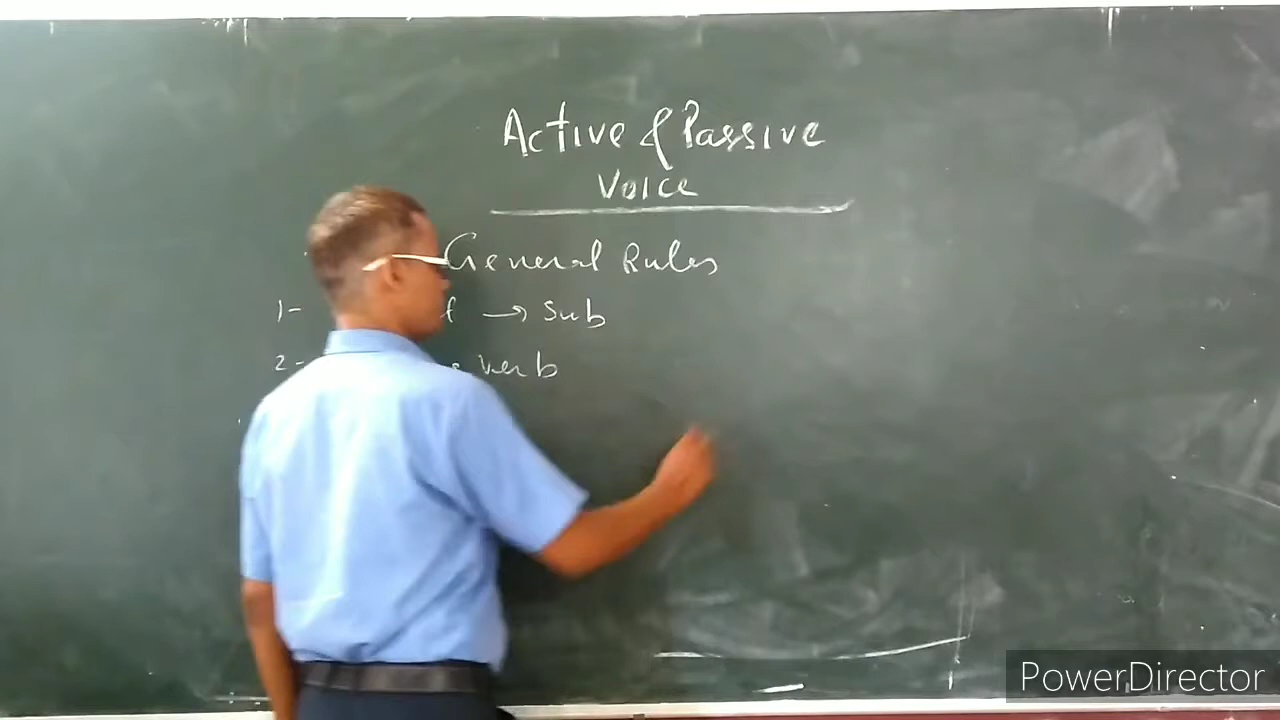 Active & Passive
Voice
General Rules
1- → Sub
2- verb
PowerDirector